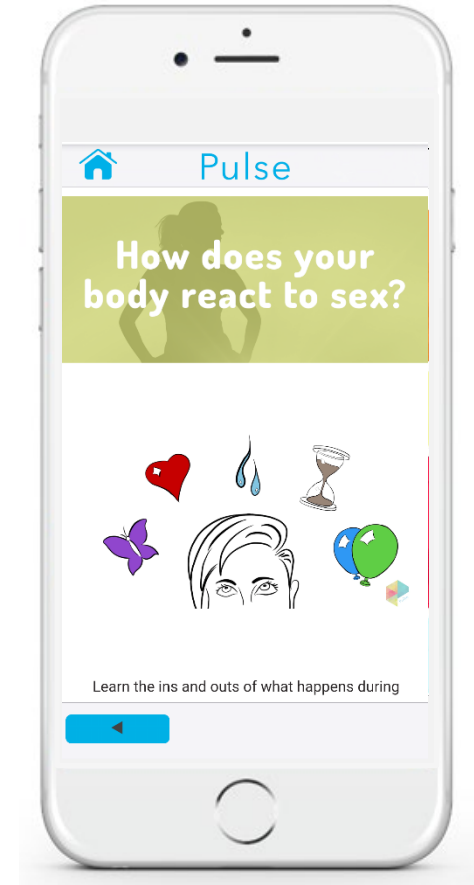 Pulse
How does your
body react to sex?
Learn the ins and outs of what happens during